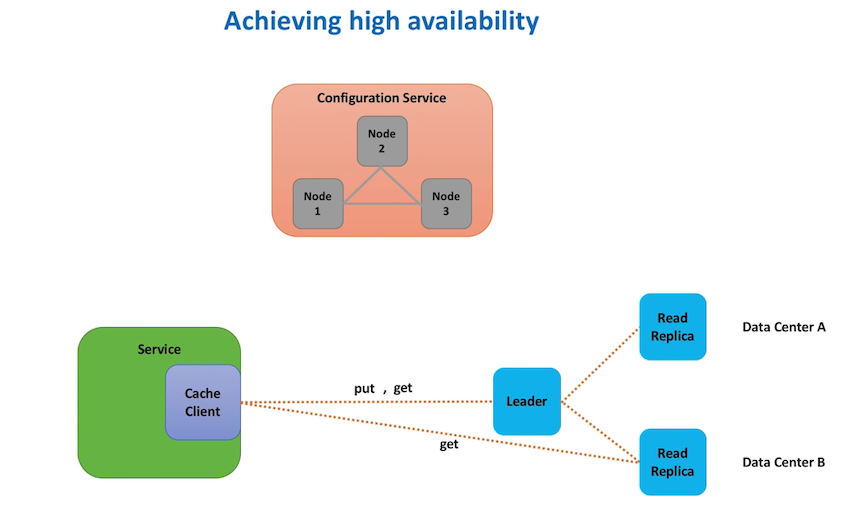 Achieving high availability
Configuration Service
Node
2
Node
1
Node
3
Service
Cache
Client
put , get
get
Leader
Read
Replica
Data Center A
Read
Replica
Data Center B